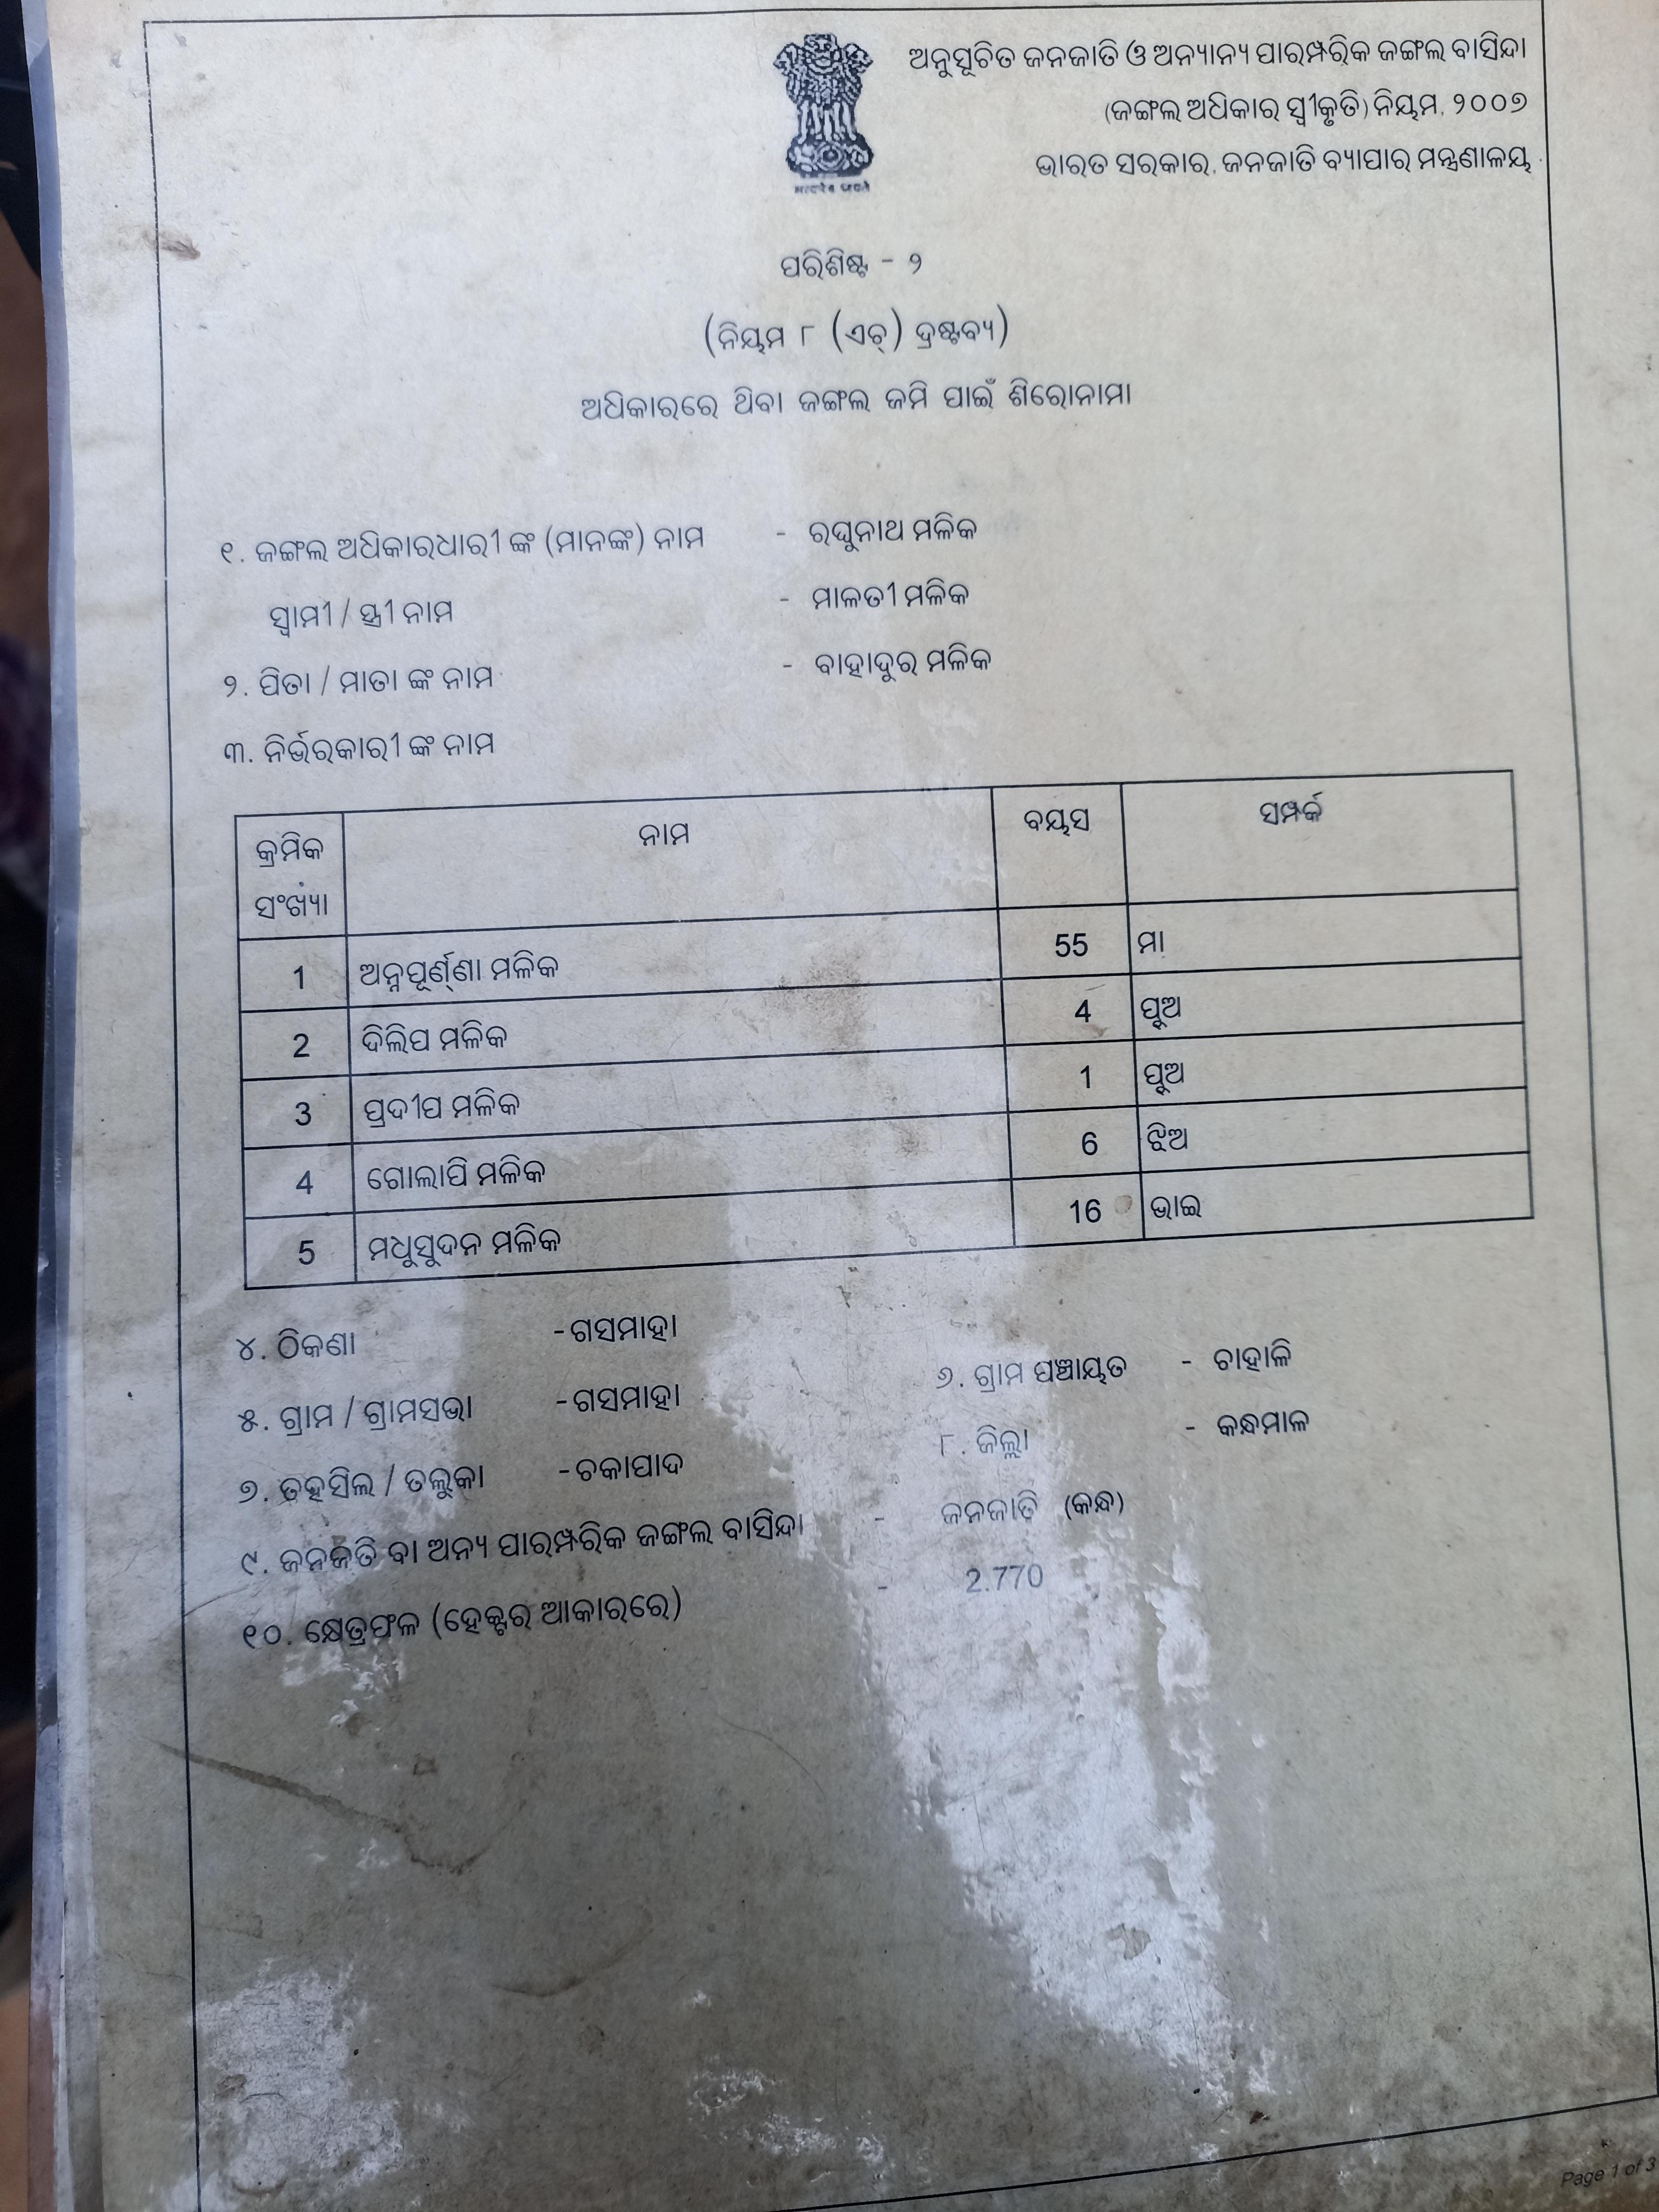 ଅନୁସୂଚିତ ଜନଜାତି ଓ ଅନ୍ୟାନ୍ୟ ପାରମ୍ପରିକ ଜଙ୍ଗଲ ବାସିନ୍ଦା
(ଜଙ୍ଗଲ ଅଧିକାର ସ୍ୱୀକୃତି) ନିୟମ, ୨୦୦୭
ଭାରତ ସରକାର, ଜନଜାତି ବ୍ୟାପାର ମନ୍ତ୍ରଣାଳୟ
ପରିଶିଷ୍ଟ - ୨
(ନିୟମ ୮ (ଏଚ୍) ଦ୍ରଷ୍ଟବ୍ୟ)
ଅଧିକାରରେ ଥିବା ଜଙ୍ଗଲ ଜମି ପାଇଁ ଶିରୋନାମା
୧. ଜଙ୍ଗଲ ଅଧିକାରଧାରୀ ଙ୍କ (ମାନଙ୍କ) ନାମ - ରଘୁନାଥ ମଳିକ
ସ୍ୱାମୀ / ସ୍ତ୍ରୀ ନାମ - ମାଳତୀ ମଳିକ
୨. ପିତା / ମାତା ଙ୍କ ନାମ - ବାହାଦୁର ମଳିକ
୩. ନିର୍ଭରକାରୀ ଙ୍କ ନାମ
କ୍ରମିକ ସଂଖ୍ୟା ନାମ ବୟସ ସମ୍ପର୍କ
1 ଅନ୍ନପୂର୍ଣ୍ଣା ମଳିକ 55 ମା
2 ଦିଲିପ ମଳିକ 4 ପୁଅ
3 ପ୍ରଦୀପ ମଳିକ 1 ପୁଅ
4 ଗୋଲାପି ମଳିକ 6 ଝିଅ
5 ମଧୁସୁଦନ ମଳିକ 16 ଭାଇ
୪. ଠିକଣା - ଗସମାହା
୫. ଗ୍ରାମ / ଗ୍ରାମସଭା - ଗସମାହା ୬. ଗ୍ରାମ ପଞ୍ଚାୟତ - ଚାହାଳି
୭. ତହସିଲ / ତଲୁକା - ଚକାପାଦ ୮. ଜିଲ୍ଲା - କନ୍ଧମାଳ
୯. ଜନଜାତି ବା ଅନ୍ୟ ପାରମ୍ପରିକ ଜଙ୍ଗଲ ବାସିନ୍ଦା - ଜନଜାତି (କନ୍ଧ)
୧୦. କ୍ଷେତ୍ରଫଳ (ହେକ୍ଟର ଆକାରରେ) - 2.770
Page 1 of 3